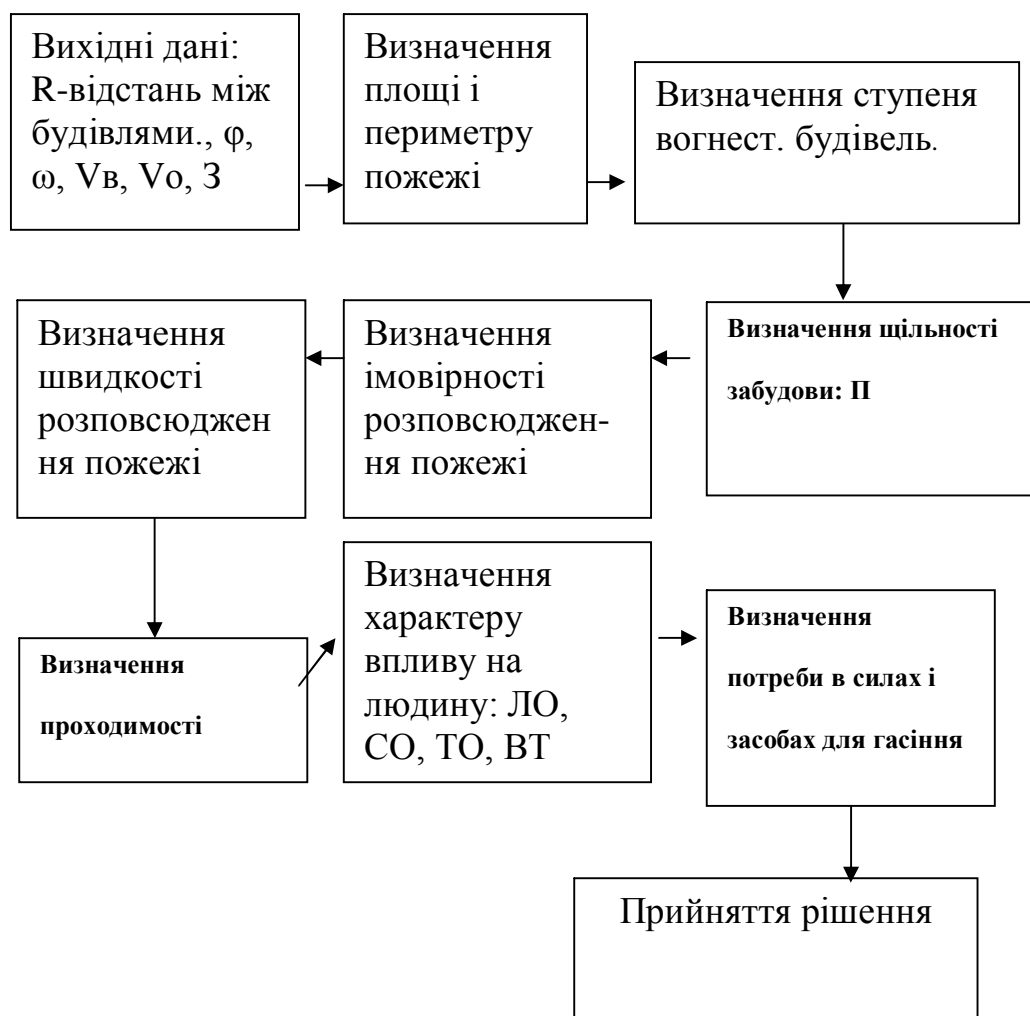 Вихідні дані:
R-відстань між
будівлями., φ,
ω, Vв, Vо, З
Визначення
площі і
периметру
пожежі
Визначення ступеня
вогнест. будівель.
Визначення щільності
забудови: П
Визначення
імовірності
розповсюджен-
ня пожежі
Визначення
швидкості
розповсюджен
ня пожежі
Визначення
проходимості
Визначення
характеру
впливу на
людину: ЛО,
СО, ТО, ВТ
Визначення
потреби в силах і
засобах для гасіння
Прийняття рішення